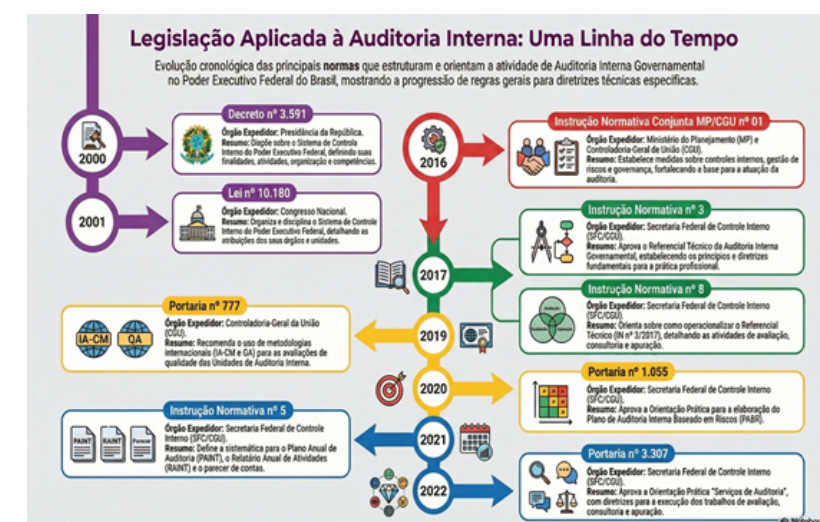 Legislação Aplicada à Auditoria Interna: Uma Linha do Tempo
Evolução cronológica das principais normas que estruturam e orientam a atividade de Auditoria Interna Governamental
no Poder Executivo Federal do Brasil, mostrando a progressão de regras gerais para diretrizes técnicas específicas.
2000
Decreto nº 3.591
Órgão Expedidor: Presidência da República.
Resumo: Dispõe sobre o Sistema de Controle
Interno do Poder Executivo Federal, definindo suas
finalidades, atividades, organização e competências.
2001
Lei nº 10.180
Órgão Expedidor: Congresso Nacional.
Resumo: Organiza e disciplina o Sistema de Controle
Interno do Poder Executivo Federal, detalhando as
atribuições dos seus órgãos e unidades.
2016
Instrução Normativa Conjunta MP/CGU nº 01
Órgão Expedidor: Ministério do Planejamento (MP) e
Controladoria-Geral da União (CGU).
Resumo: Estabelece medidas sobre controles internos, gestão de
riscos e governança, fortalecendo a base para a atuação da
auditoria.
2017
Instrução Normativa nº 3
Órgão Expedidor: Secretaria Federal de Controle Interno
(SFC/CGU).
Resumo: Aprova o Referencial Técnico da Auditoria Interna
Governamental, estabelecendo os princípios e diretrizes
fundamentais para a prática profissional.
Instrução Normativa nº 8
Órgão Expedidor: Secretaria Federal de Controle Interno
(SFC/CGU).
Resumo: Orienta sobre como operacionalizar o Referencial
Técnico (IN nº 3/2017), detalhando as atividades de avaliação,
consultoria e apuração.
2019
Portaria nº 777
IA-CM
QA
Órgão Expedidor: Controladoria-Geral da União
(CGU).
Resumo: Recomenda o uso de metodologias
internacionais (IA-CM e QA) para as avaliações de
qualidade das Unidades de Auditoria Interna.
2020
Portaria nº 1.055
Órgão Expedidor: Secretaria Federal de Controle Interno
(SFC/CGU).
Resumo: Aprova a Orientação Prática para a elaboração do
Plano de Auditoria Interna Baseado em Riscos (PABR).
2021
Instrução Normativa nº 5
PAINT
RAINT
Parecer
Órgão Expedidor: Secretaria Federal de Controle
Interno (SFC/CGU).
Resumo: Define a sistemática para o Plano Anual de
Auditoria (PAINT), o Relatório Anual de Atividades
(RAINT) e o parecer de contas.
2022
Portaria nº 3.307
Órgão Expedidor: Secretaria Federal de Controle Interno
(SFC/CGU).
Resumo: Aprova a Orientação Prática "Serviços de Auditoria",
com diretrizes para a execução dos trabalhos de avaliação,
consultoria e apuração.